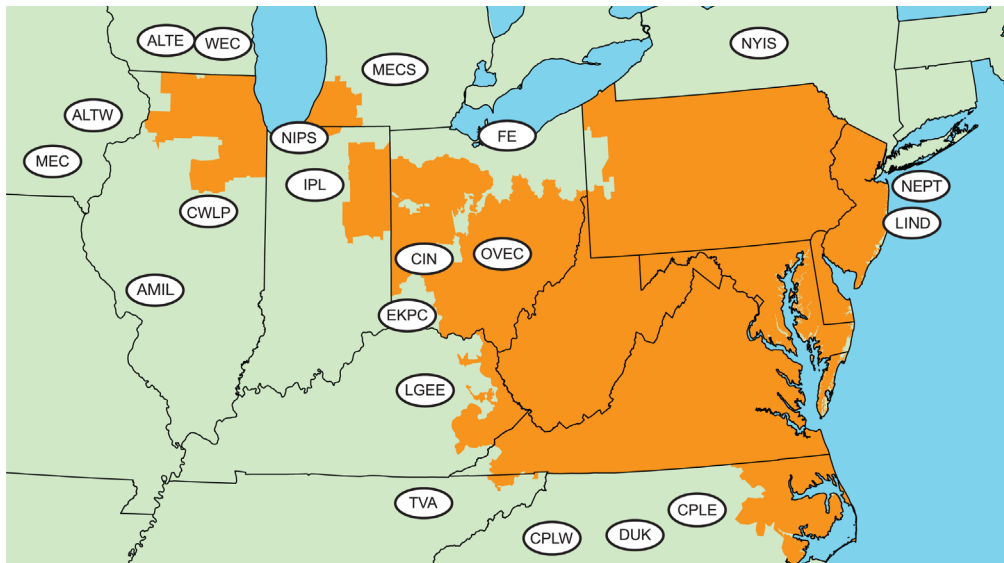 ALTE
WEC
NYIS
MECS
ALTW
NIPS
FE
MEC
IPL
NEPT
CWLP
LIND
CIN
OVEC
AMIL
EKPC
LGEE
TVA
CPLE
CPLW
DUK